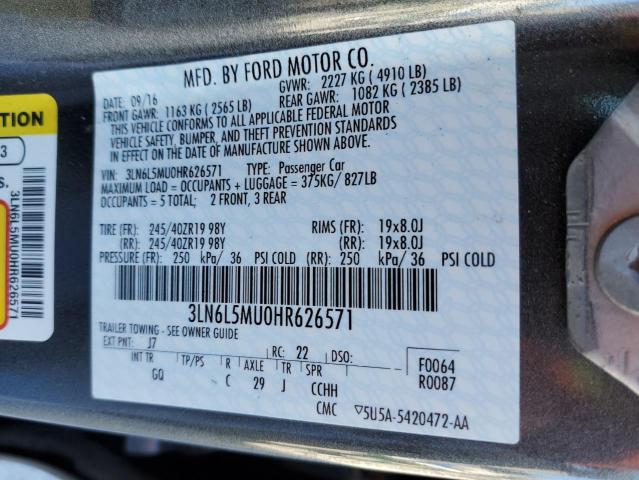 MFD. BY FORD MOTOR CO.
DATE: 09/16 GVWR: 2227 KG ( 4910 LB)
FRONT GAWR: 1163 KG ( 2565 LB) REAR GAWR: 1082 KG ( 2385 LB)
THIS VEHICLE CONFORMS TO ALL APPLICABLE FEDERAL MOTOR
VEHICLE SAFETY, BUMPER, AND THEFT PREVENTION STANDARDS
IN EFFECT ON THE DATE OF MANUFACTURE SHOWN ABOVE.
VIN: 3LN6L5MU0HR626571 TYPE: Passenger Car
MAXIMUM LOAD = OCCUPANTS + LUGGAGE = 375KG/ 827LB
OCCUPANTS = 5 TOTAL; 2 FRONT, 3 REAR
TIRE (FR): 245/40ZR19 98Y RIMS (FR): 19x8.0J
(RR): 245/40ZR19 98Y (RR): 19x8.0J
PRESSURE (FR): 250 kPa/ 36 PSI COLD (RR): 250 kPa/ 36 PSI COLD
3LN6L5MU0HR626571
TRAILER TOWING - SEE OWNER GUIDE
EXT PNT: J7 RC: 22 DSO: F0064
INT TR TP/PS R AXLE TR SPR R0087
GQ C 29 J CCHH
CMC ▽5U5A-5420472-AA
TION
3
S.
3LN6L5MU0HR626571